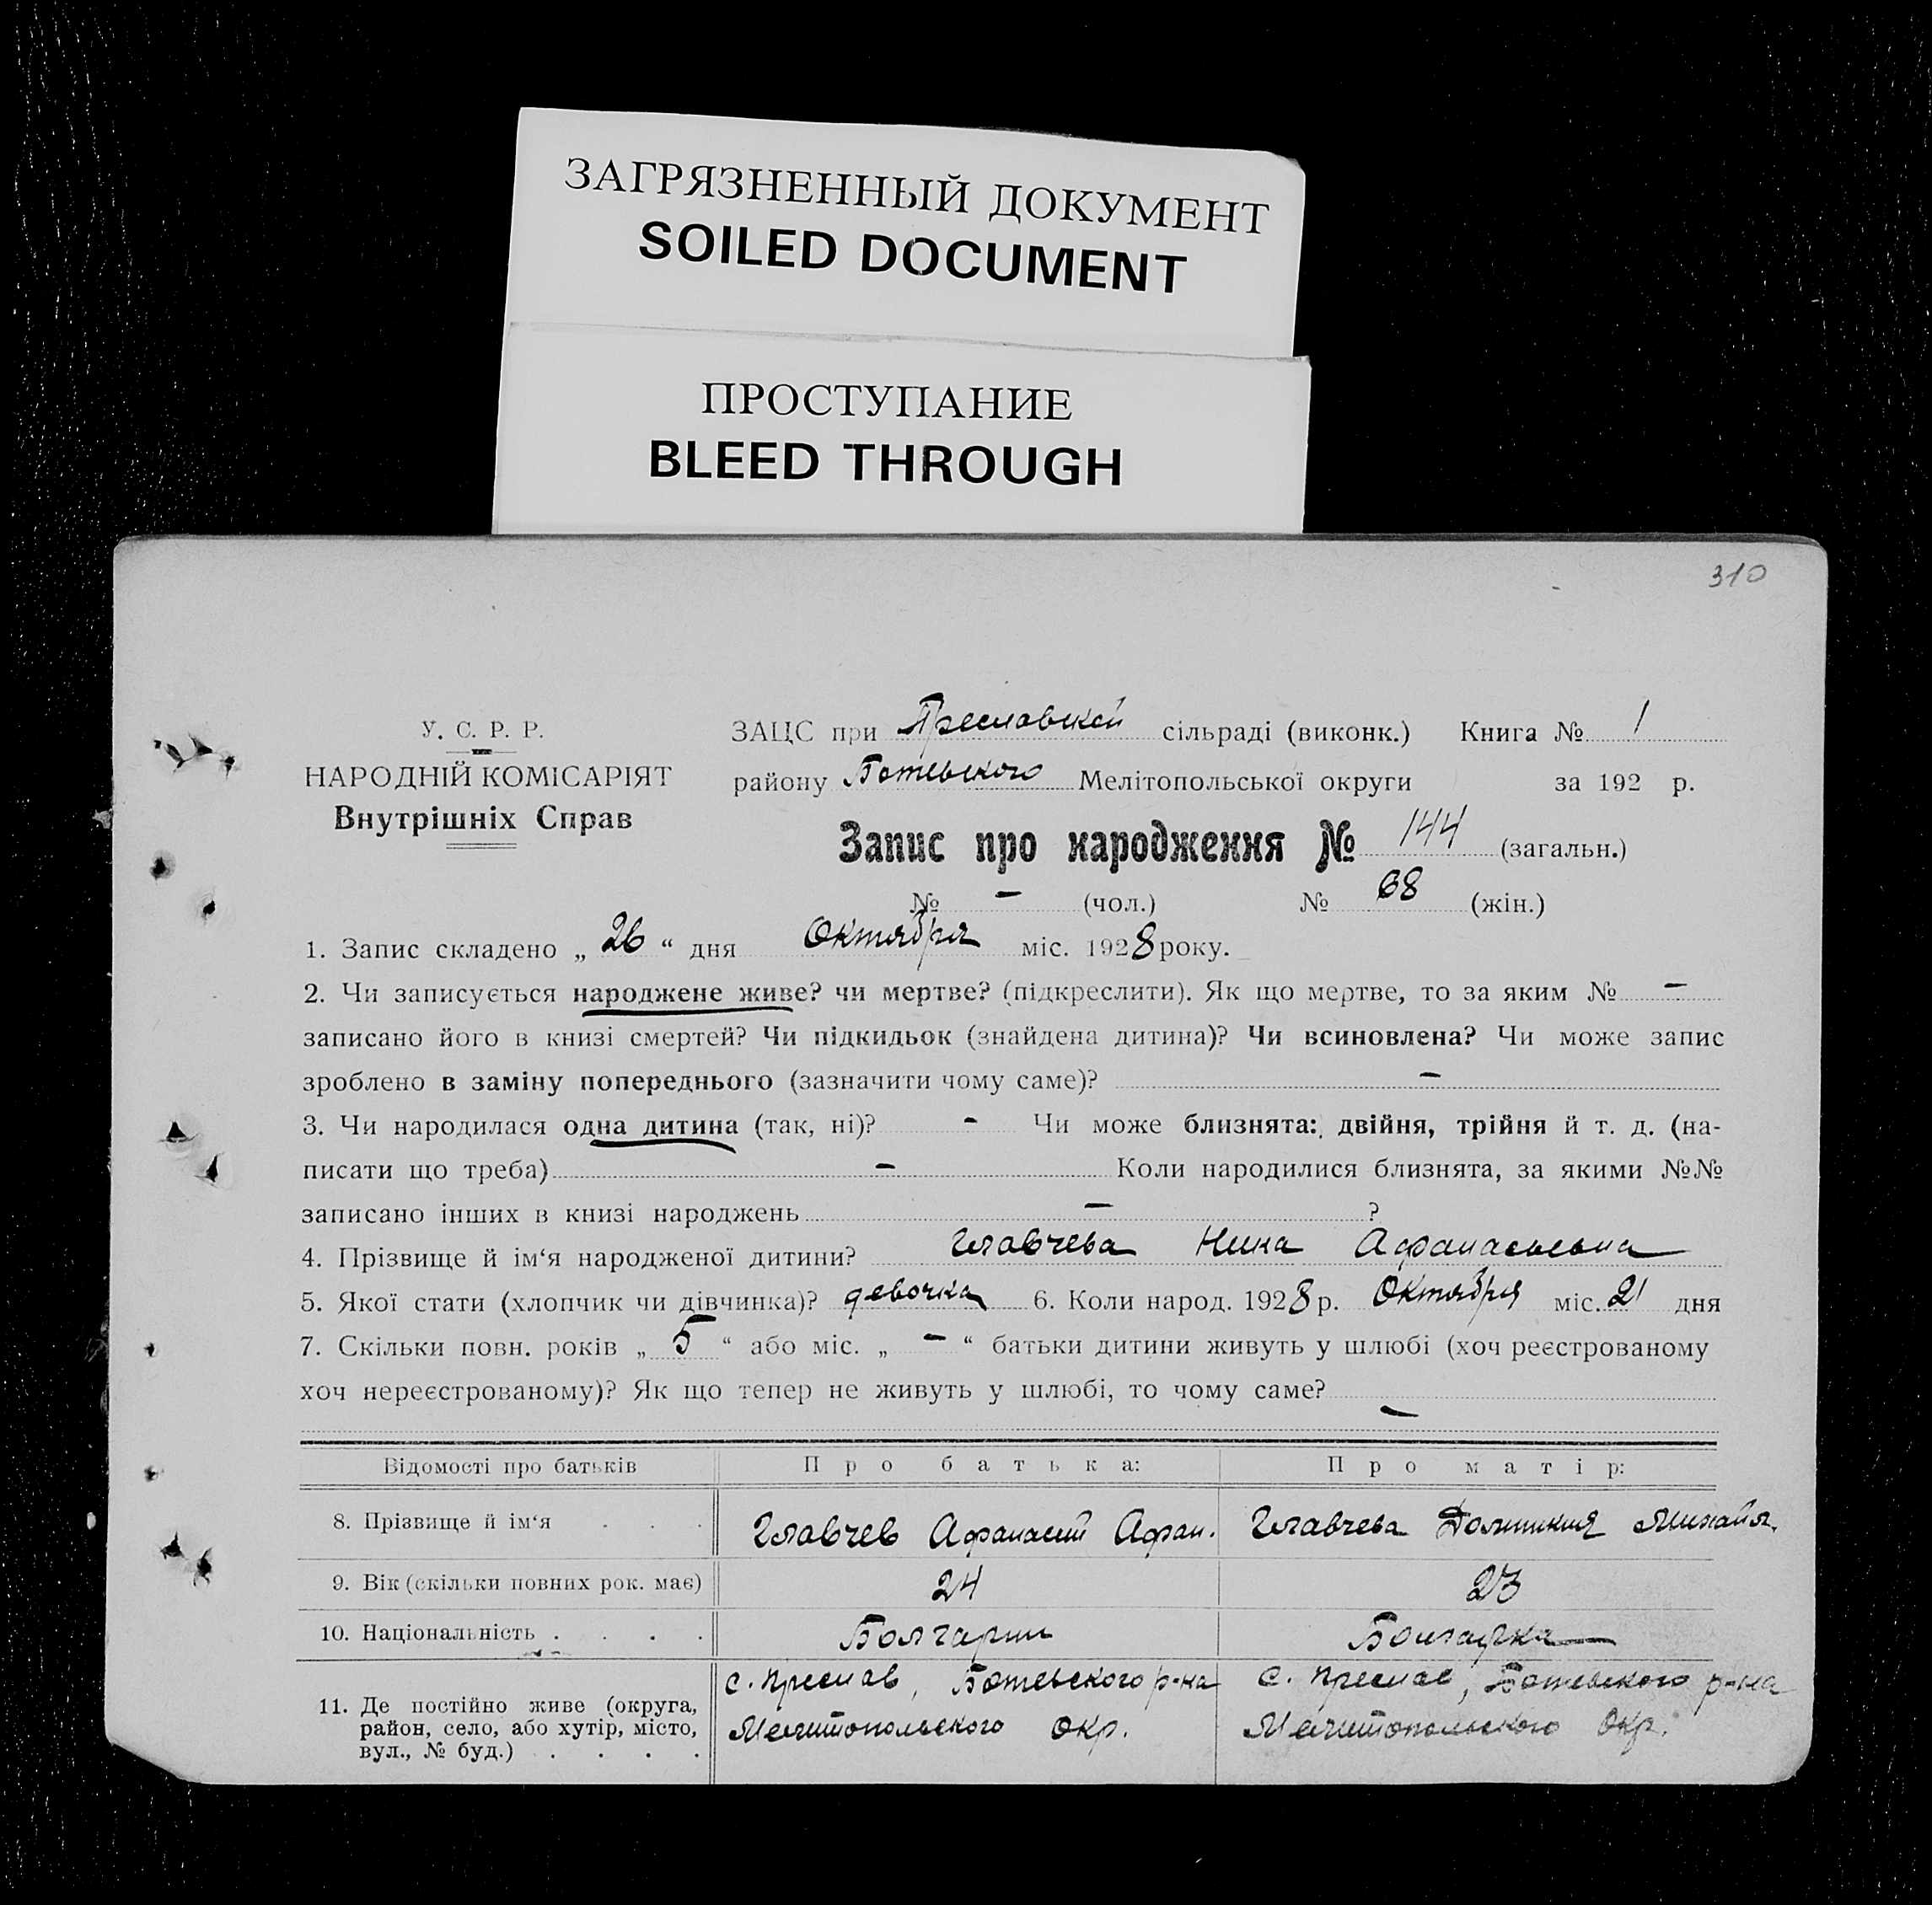 ЗАГРЯЗНЕННЫЙ ДОКУМЕНТ
SOILED DOCUMENT
ПРОСТУПАНИЕ
BLEED THROUGH
310
У. С. Р. Р.
НАРОДНІЙ КОМІСАРІЯТ
Внутрішніх Справ
ЗАЦС при Преславской сільраді (виконк.) Книга № 1
району Ботевского Мелітопольської округи за 192 р.
Запис про народження № 144 (загальн.)
№ – (чол.) № 68 (жін.)
1. Запис складено „ 26 “ дня Октября міс. 1928 року.
2. Чи записується народжене живе? чи мертве? (підкреслити). Як що мертве, то за яким № –
записано його в книзі смертей? Чи підкидьок (знайдена дитина)? Чи всиновлена? Чи може запис
зроблено в заміну попереднього (зазначити чому саме)? –
3. Чи народилася одна дитина (так, ні)? – Чи може близнята: двійня, трійня й т. д. (на-
писати що треба) – Коли народилися близнята, за якими №№
записано інших в книзі народжень – ?
4. Прізвище й ім‘я народженої дитини? Главчева Нина Афанасьевна
5. Якої стати (хлопчик чи дівчинка)? девочка 6. Коли народ. 1928 р. Октября міс. 21 дня
7. Скільки повн. років „ 5 “ або міс. „ – “ батьки дитини живуть у шлюбі (хоч реєстрованому
хоч нереєстрованому)? Як що тепер не живуть у шлюбі, то чому саме? –
Відомості про батьків Про батька: Про матір:
8. Прізвище й ім‘я . . . Главчев Афанасий Афан. Главчева Михайл.
9. Вік (скільки повних рок. має) 24 23
10. Національність . . . . Болгарин Болгарка
11. Де постійно живе (округа,
район, село, або хутір, місто,
вул., № буд.) . . . .
с. Преслав, Ботевского р-на
Мелитопольского Окр.
с. Преслав, Ботевского р-на
Мелитопольского Окр.